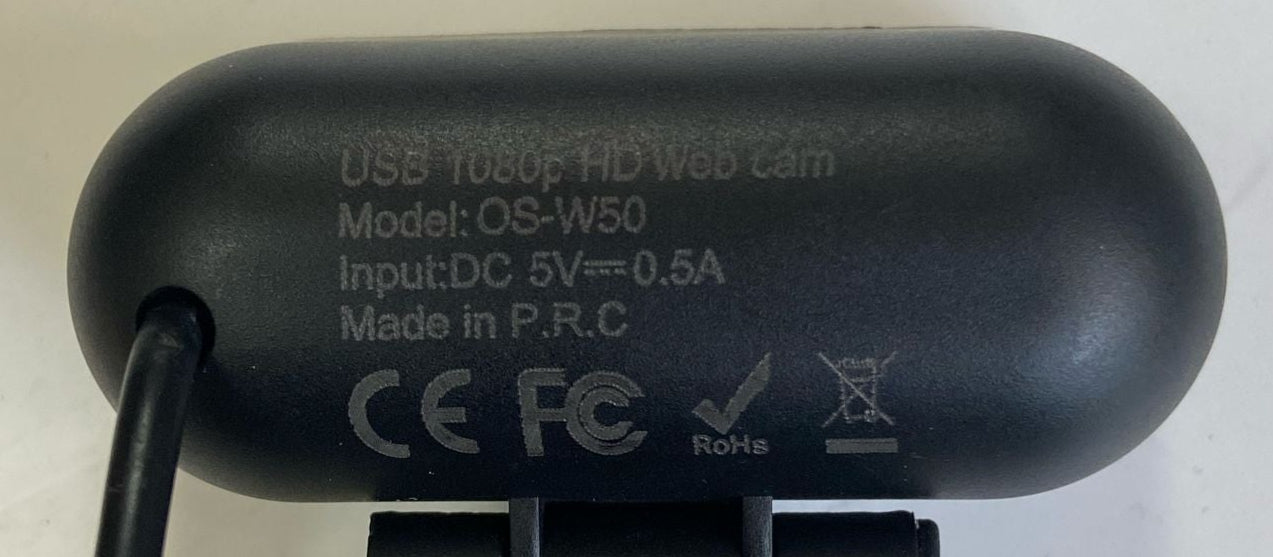 USB 1080p HD Web cam
Model: OS-W50
Input:DC 5V⎓0.5A
Made in P.R.C
CE FC RoHs